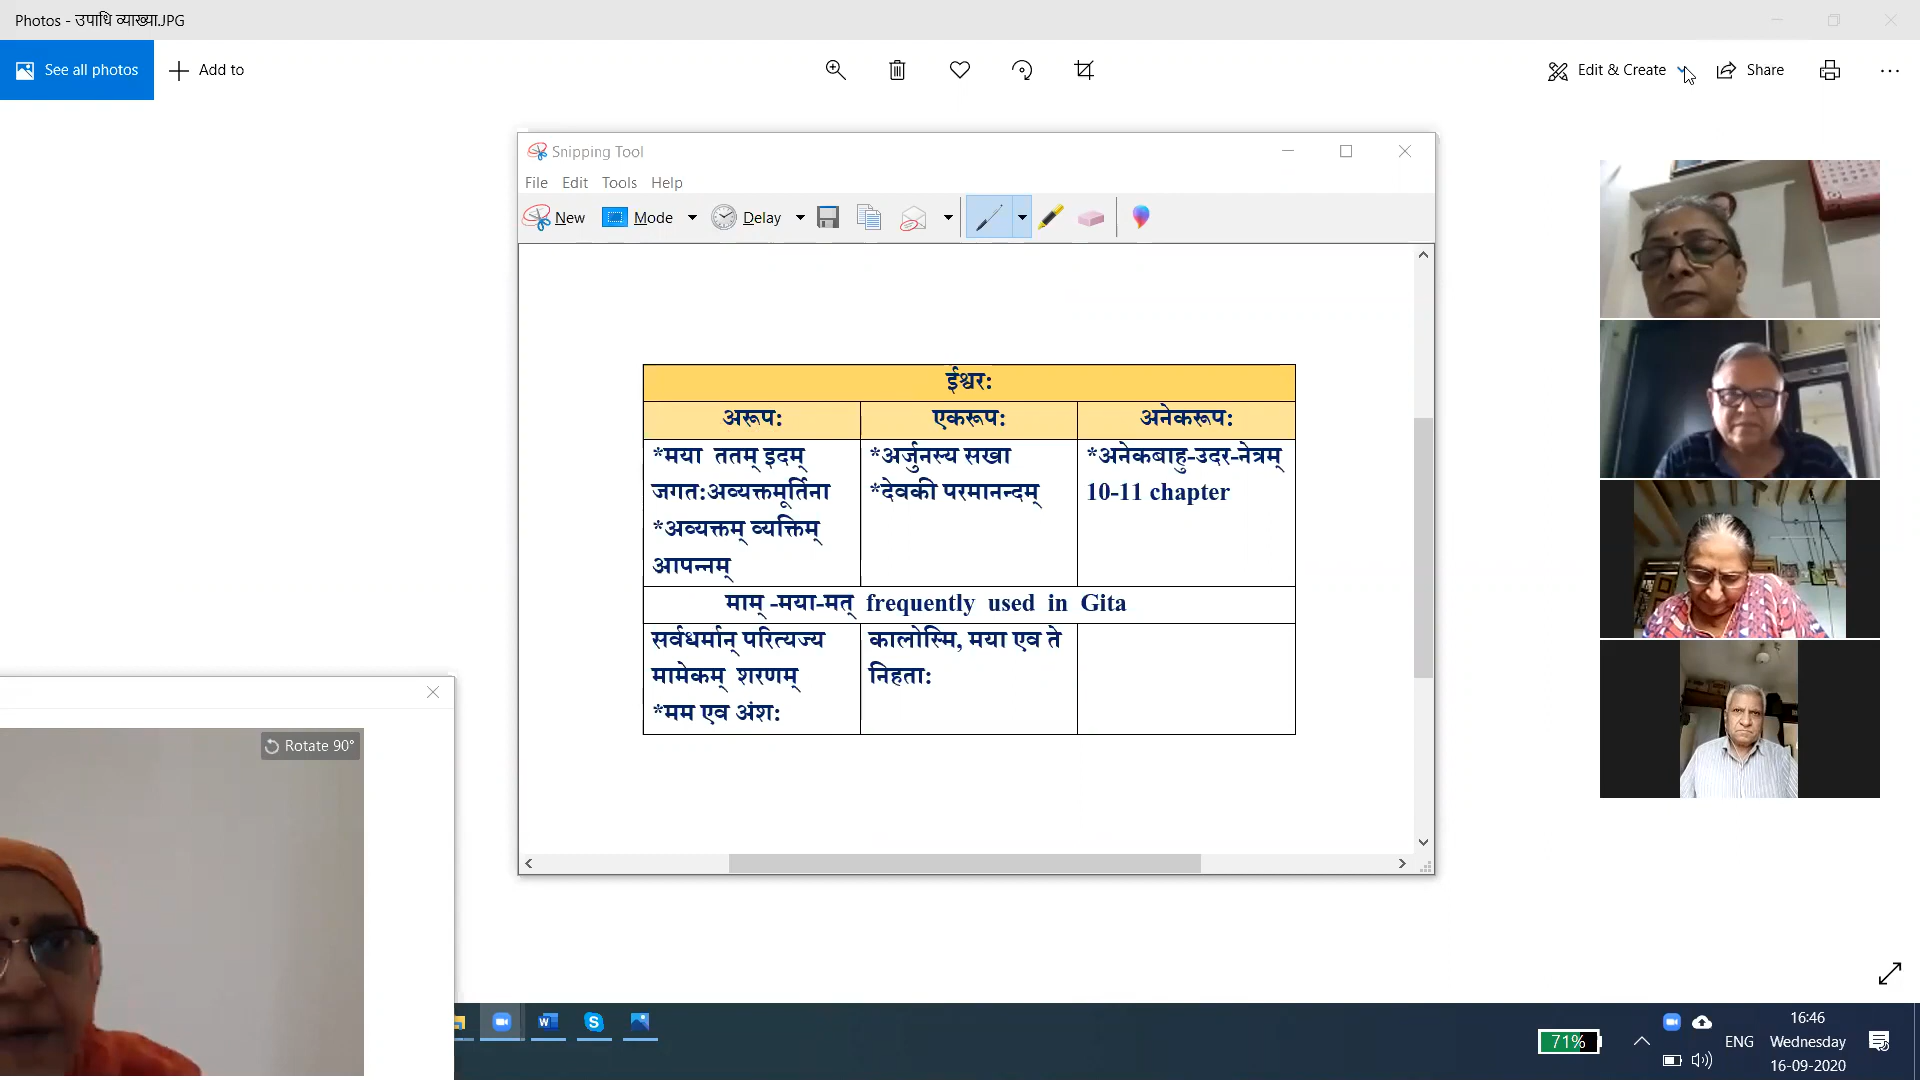 Photos - उपाधि व्याख्या.JPG
See all photos
Add to
Edit & Create
Share
Snipping Tool
File Edit Tools Help
New Mode Delay
ईश्वरः
अरूपः एकरूपः अनेकरूपः
*मया ततम् इदम् *अर्जुनस्य सखा *अनेकबाहु-उदर-नेत्रम्
जगतःअव्यक्तमूर्तिना *देवकी परमानन्दम् 10-11 chapter
*अव्यक्तम् व्यक्तिम्
आपन्नम्
माम् -मया-मत् frequently used in Gita
सर्वधर्मान् परित्यज्य कालोस्मि, मया एव ते
मामेकम् शरणम् निहताः
*मम एव अंशः
Rotate 90°
71%
ENG
16:46
Wednesday
16-09-2020